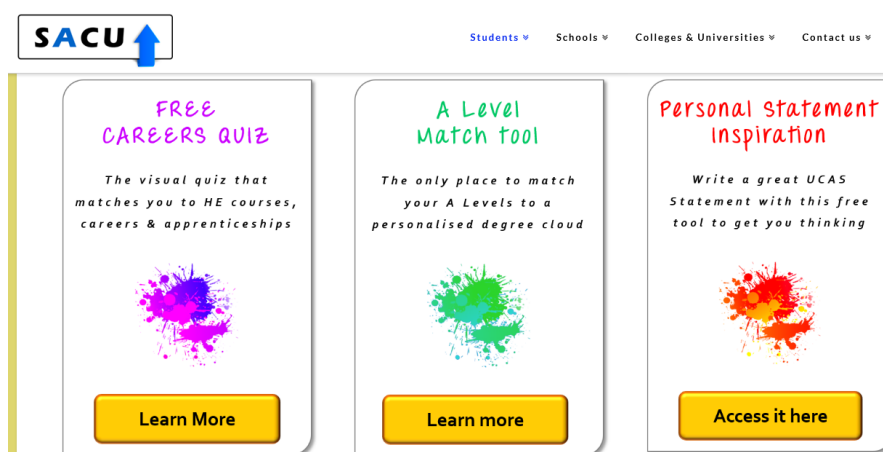 SACU
Students
Schools
Colleges & Universities
Contact us
FREE
CAREERS QUIZ
The visual quiz that
matches you to HE courses,
careers & apprenticeships
Learn More
A Level
Match tool
The only place to match
your A Levels to a
personalised degree cloud
Learn more
Personal Statement
Inspiration
Write a great UCAS
Statement with this free
tool to get you thinking
Access it here